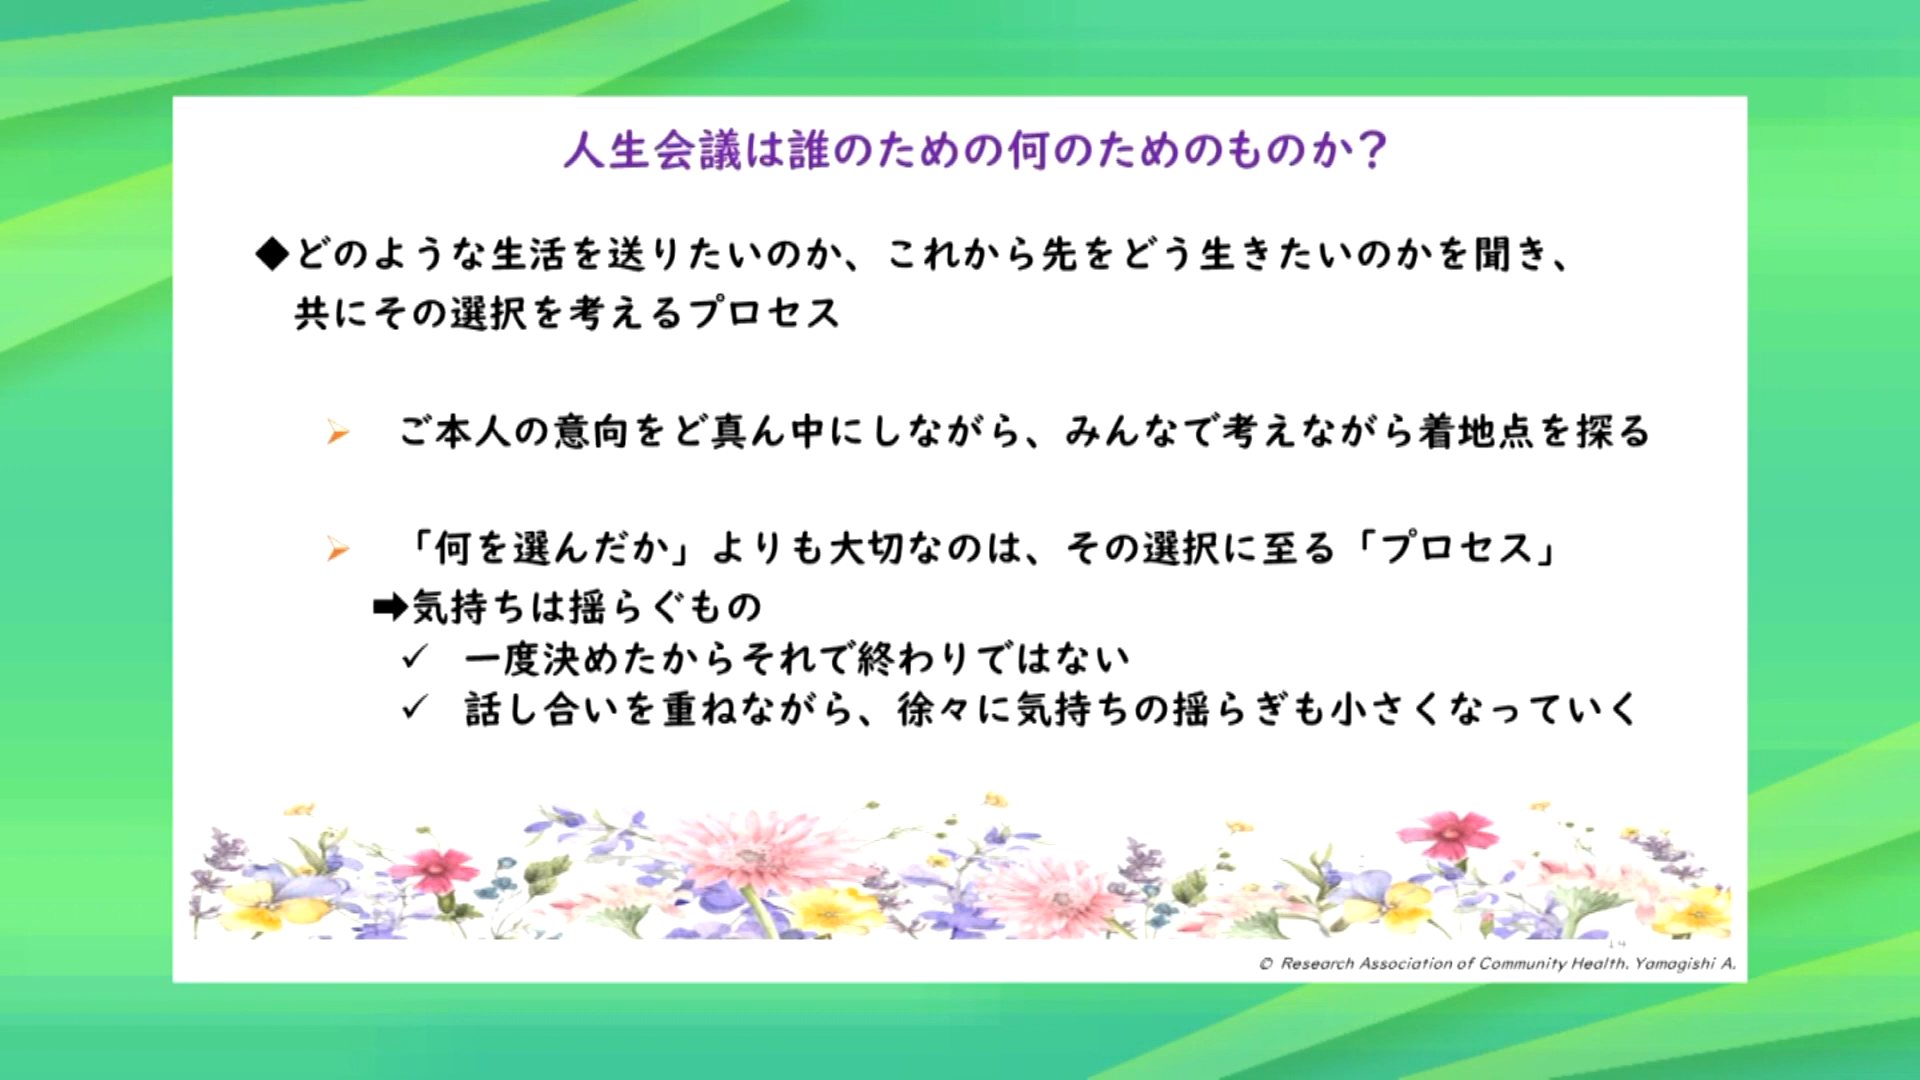 人生会議は誰のための何のためのものか？
◆どのような生活を送りたいのか、これから先をどう生きたいのかを聞き、
共にその選択を考えるプロセス
➢ ご本人の意向をど真ん中にしながら、みんなで考えながら着地点を探る
➢ 「何を選んだか」よりも大切なのは、その選択に至る「プロセス」
➡気持ちは揺らぐもの
✓ 一度決めたからそれで終わりではない
✓ 話し合いを重ねながら、徐々に気持ちの揺らぎも小さくなっていく
14
© Research Association of Community Health. Yamagishi A.